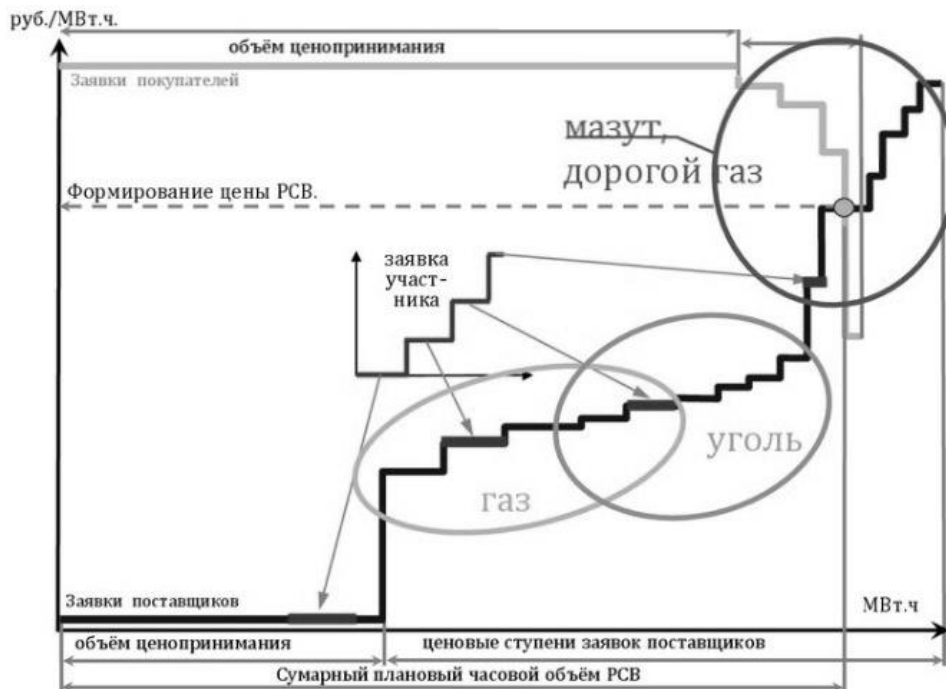 руб./МВт.ч.
объём ценопринимания
Заявки покупателей
мазут,
дорогой газ
Формирование цены РСВ.
заявка
участ-
ника
уголь
газ
Заявки поставщиков
МВт.ч
объём ценопринимания
ценовые ступени заявок поставщиков
Сумарный плановый часовой объём РСВ